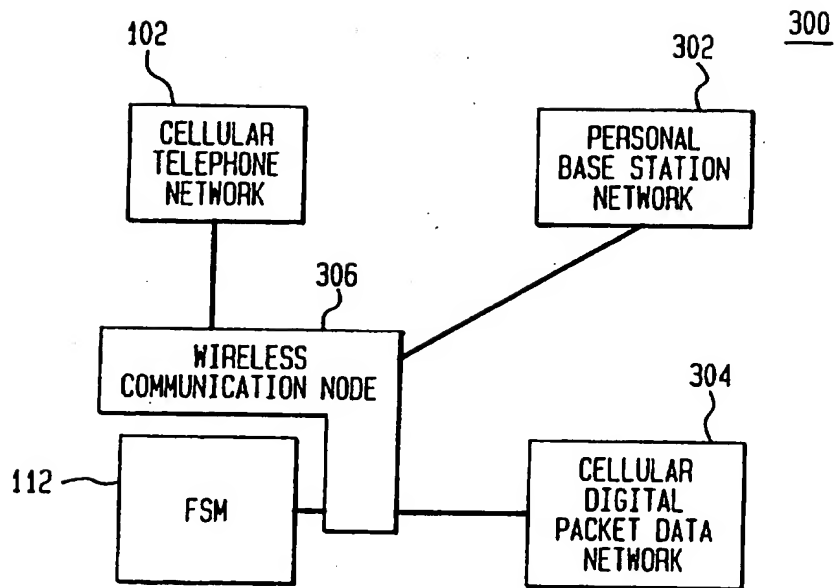 300
102
302
CELLULAR
TELEPHONE
NETWORK
PERSONAL
BASE STATION
NETWORK
306
WIRELESS
COMMUNICATION NODE
304
112
FSM
CELLULAR
DIGITAL
PACKET DATA
NETWORK